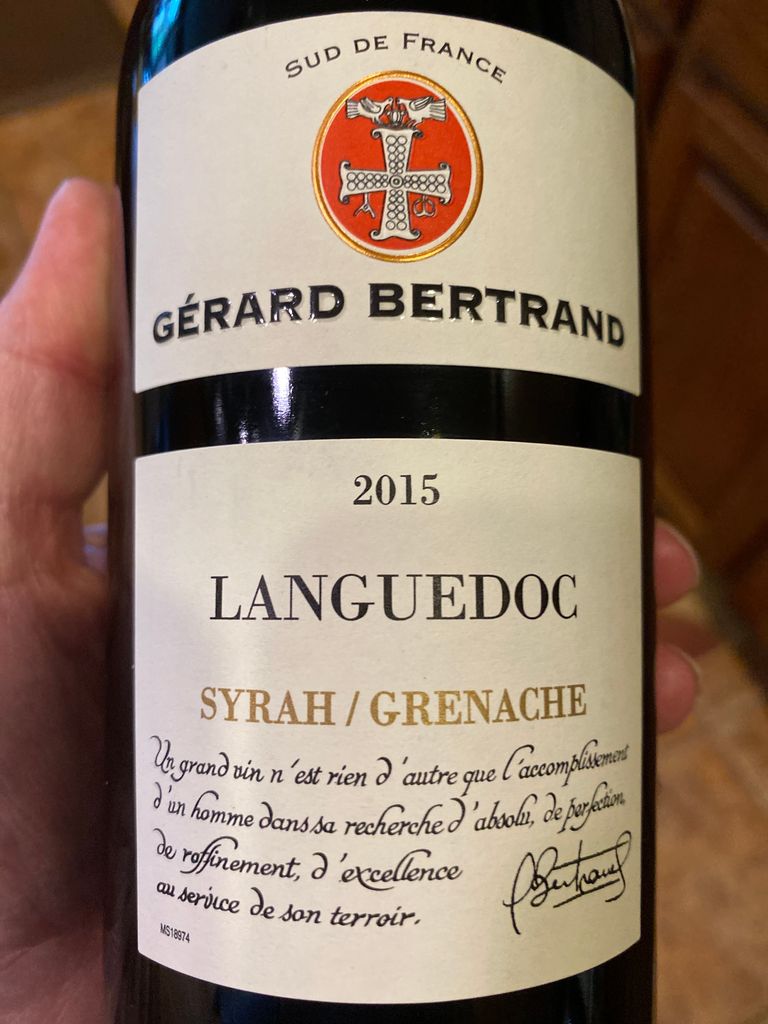 SUD DE FRANCE
GÉRARD BERTRAND
2015
LANGUEDOC
SYRAH / GRENACHE
Un grand vin n'est rien d'autre que l'accomplissement
d'un homme dans sa recherche d'absolu, de perfection,
de raffinement, d'excellence
au service de son terroir.
GBertrand
MS18974